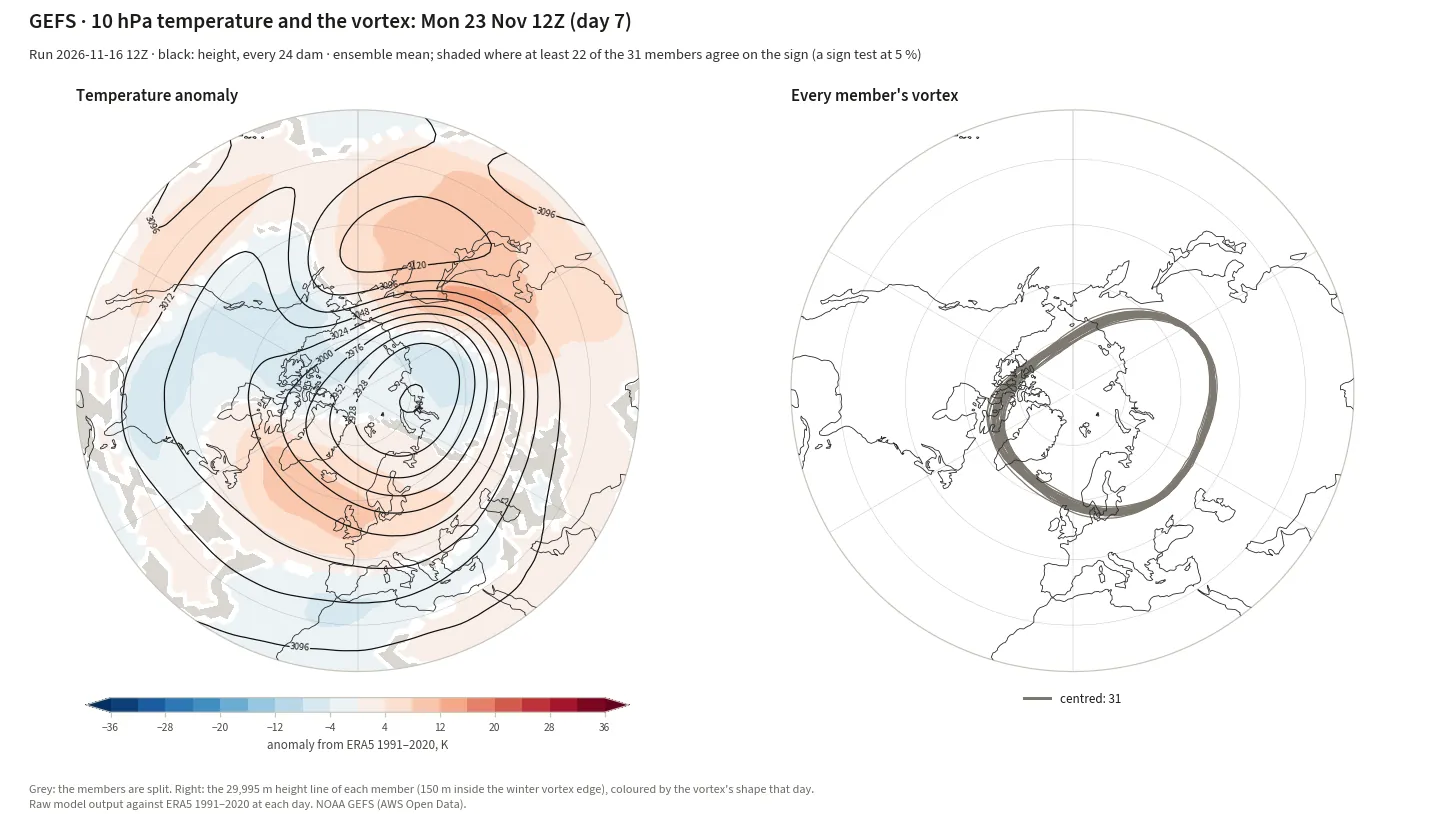 GEFS · 10 hPa temperature and the vortex: Mon 23 Nov 12Z (day 7)
Run 2026-11-16 12Z · black: height, every 24 dam · ensemble mean; shaded where at least 22 of the 31 members agree on the sign (a sign test at 5 %)
Temperature anomaly
Every member's vortex
3096
3096
3120
3096
3072
3048
3024
3000
2976
2952
2928
3096
centred: 31
−36 −28 −20 −12 −4 4 12 20 28 36
anomaly from ERA5 1991–2020, K
Grey: the members are split. Right: the 29,995 m height line of each member (150 m inside the winter vortex edge), coloured by the vortex's shape that day.
Raw model output against ERA5 1991–2020 at each day. NOAA GEFS (AWS Open Data).